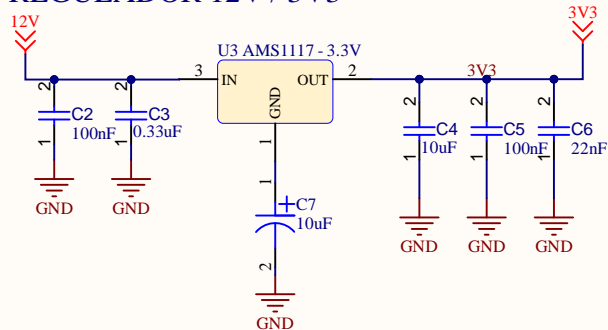 REGULADOR 12V / 3V3
12V
3V3
U3 AMS1117 - 3.3V
3
IN
OUT
2
3V3
GND
1
2
C2
100nF
1
GND
2
C3
0.33uF
1
GND
2
C4
10uF
1
GND
2
C5
100nF
1
GND
2
C6
22nF
1
GND
1
C7
10uF
2
GND